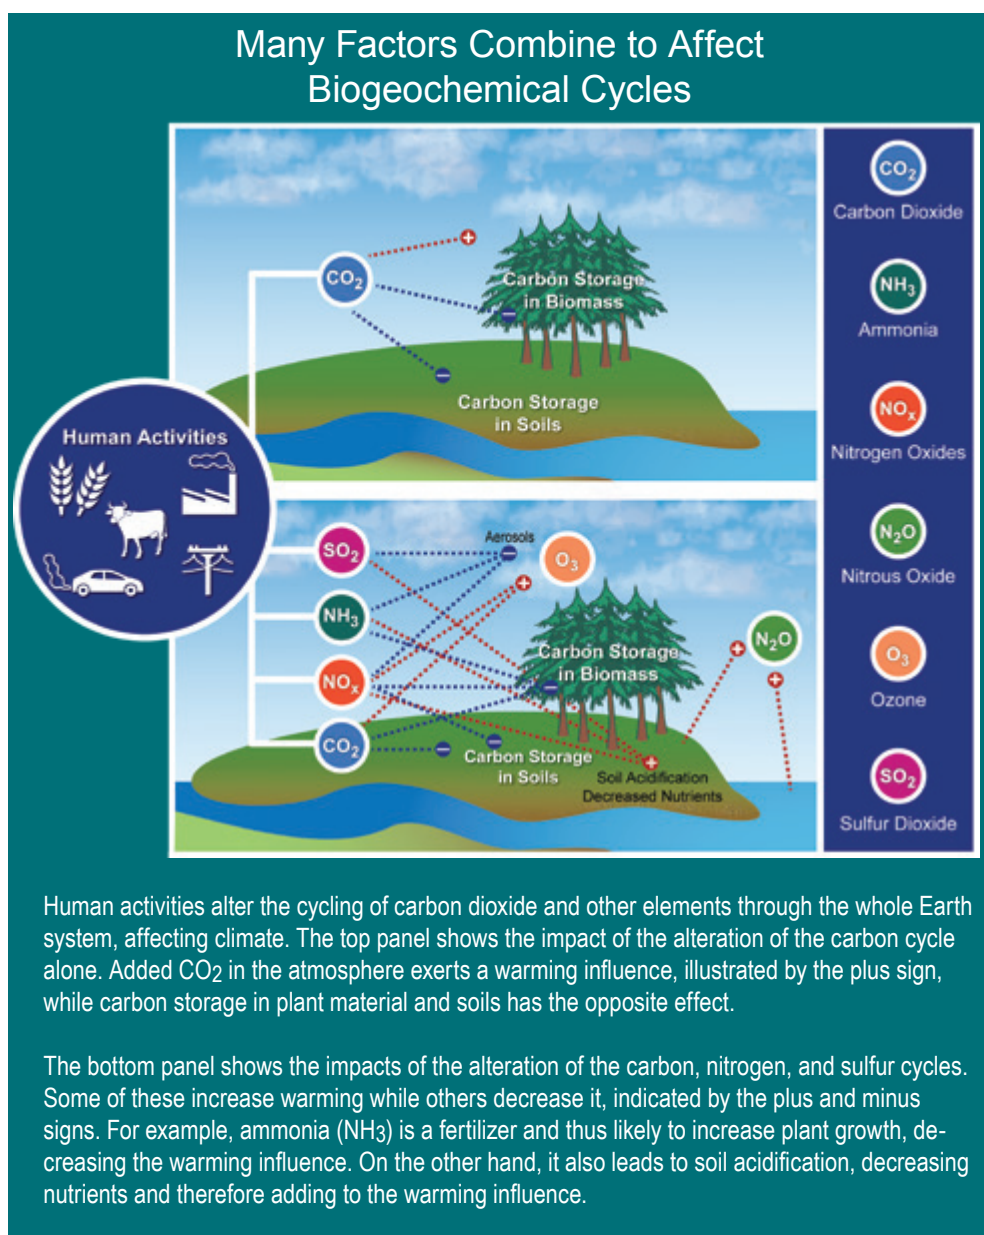 Many Factors Combine to Affect
Biogeochemical Cycles
CO2
Carbon Dioxide
NH3
Ammonia
NOx
Nitrogen Oxides
N2O
Nitrous Oxide
O3
Ozone
SO2
Sulfur Dioxide
CO2
+
Carbon Storage
in Biomass
−
−
Carbon Storage
in Soils
Human Activities
SO2
Aerosols
−
O3
+
NH3
N2O
+
Carbon Storage
in Biomass
+
NOx
−
CO2
−
−
Carbon Storage
in Soils
+
Soil Acidification
Decreased Nutrients
Human activities alter the cycling of carbon dioxide and other elements through the whole Earth
system, affecting climate. The top panel shows the impact of the alteration of the carbon cycle
alone. Added CO2 in the atmosphere exerts a warming influence, illustrated by the plus sign,
while carbon storage in plant material and soils has the opposite effect.
The bottom panel shows the impacts of the alteration of the carbon, nitrogen, and sulfur cycles.
Some of these increase warming while others decrease it, indicated by the plus and minus
signs. For example, ammonia (NH3) is a fertilizer and thus likely to increase plant growth, de-
creasing the warming influence. On the other hand, it also leads to soil acidification, decreasing
nutrients and therefore adding to the warming influence.